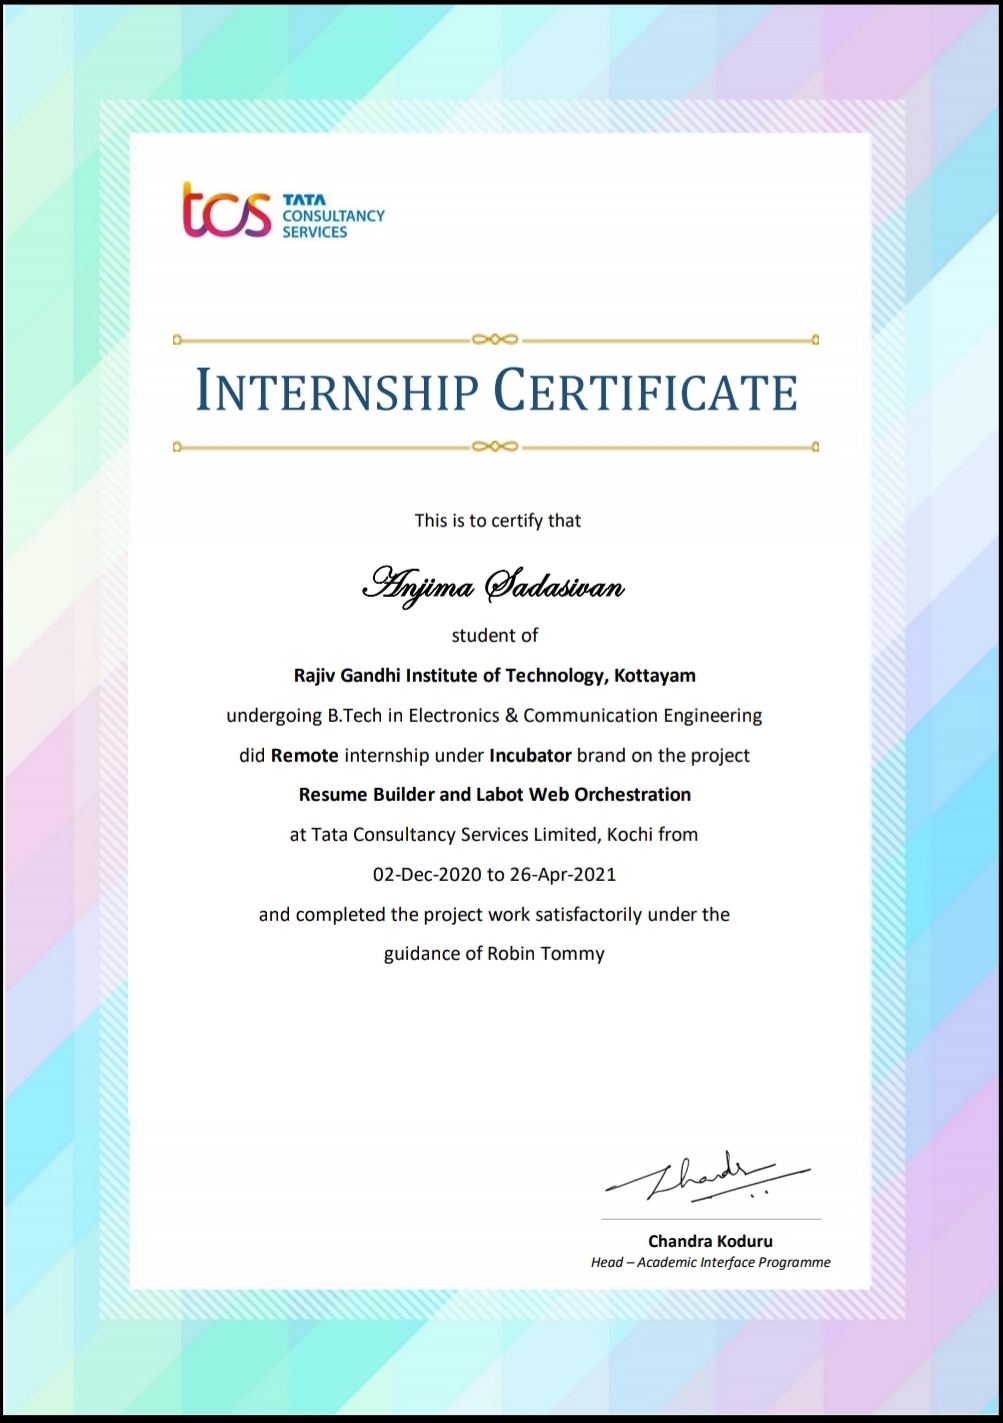 tcs TATA
CONSULTANCY
SERVICES
INTERNSHIP CERTIFICATE
This is to certify that
Anjima Sadasivan
student of
Rajiv Gandhi Institute of Technology, Kottayam
undergoing B.Tech in Electronics & Communication Engineering
did Remote internship under Incubator brand on the project
Resume Builder and Labot Web Orchestration
at Tata Consultancy Services Limited, Kochi from
02-Dec-2020 to 26-Apr-2021
and completed the project work satisfactorily under the
guidance of Robin Tommy
Chandra Koduru
Head – Academic Interface Programme